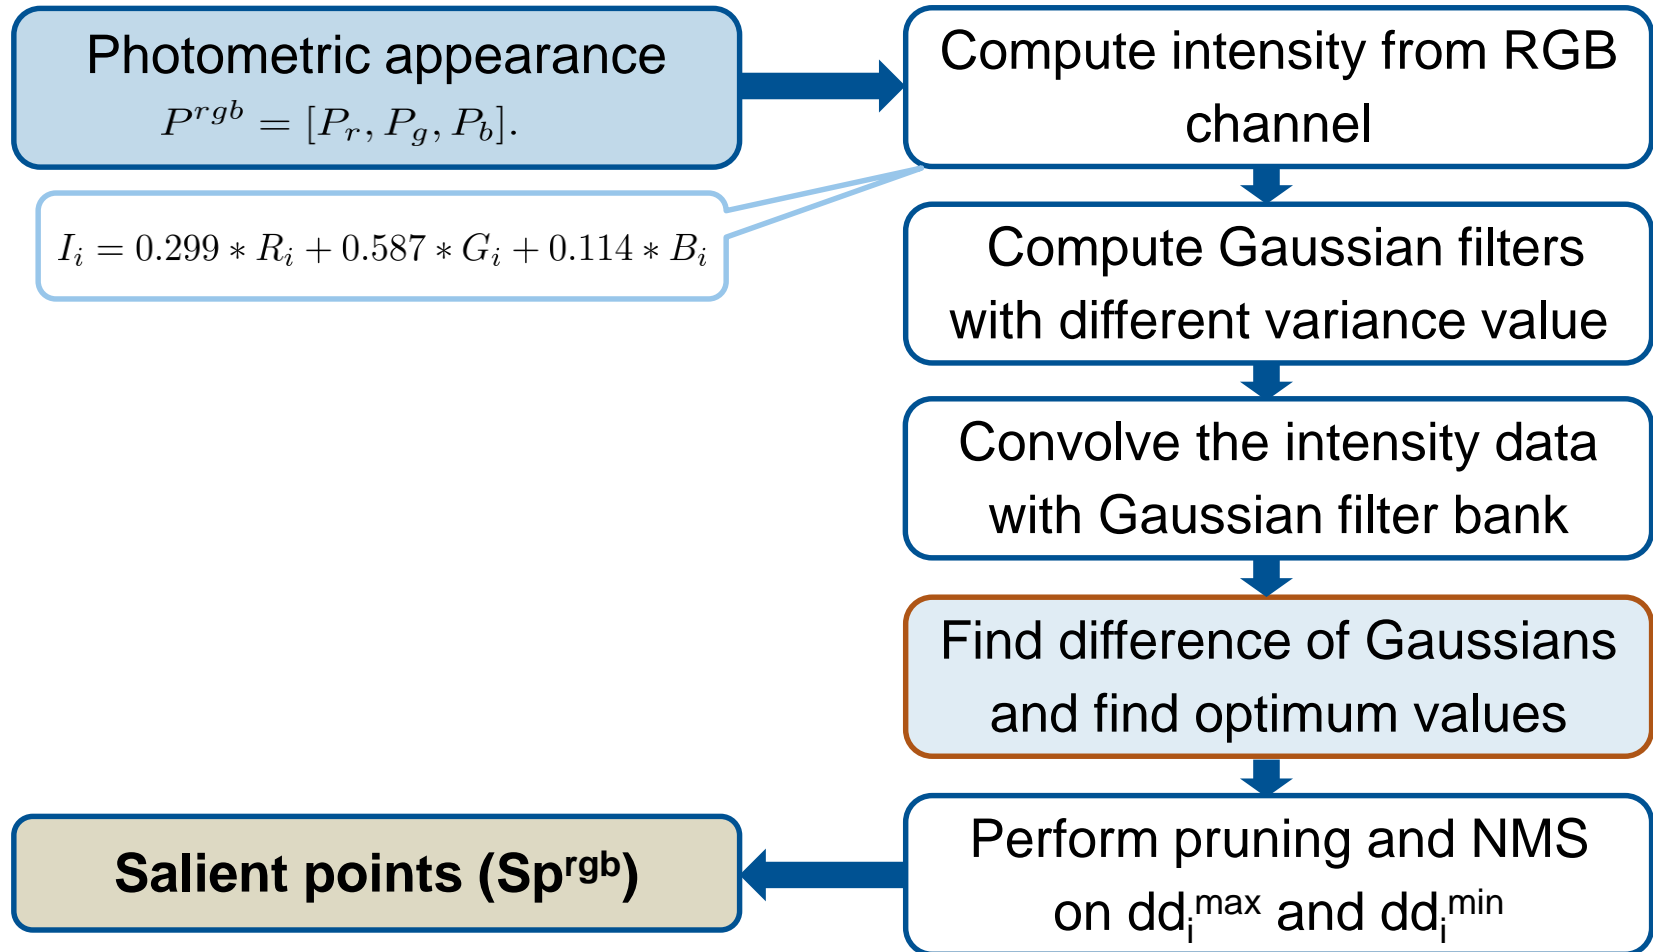 Photometric appearance
P^{rgb} = [P_r, P_g, P_b].
Compute intensity from RGB
channel
I_i = 0.299 * R_i + 0.587 * G_i + 0.114 * B_i
Compute Gaussian filters
with different variance value
Convolve the intensity data
with Gaussian filter bank
Find difference of Gaussians
and find optimum values
Perform pruning and NMS
on dd_i^{max} and dd_i^{min}
Salient points (Sp^{rgb})